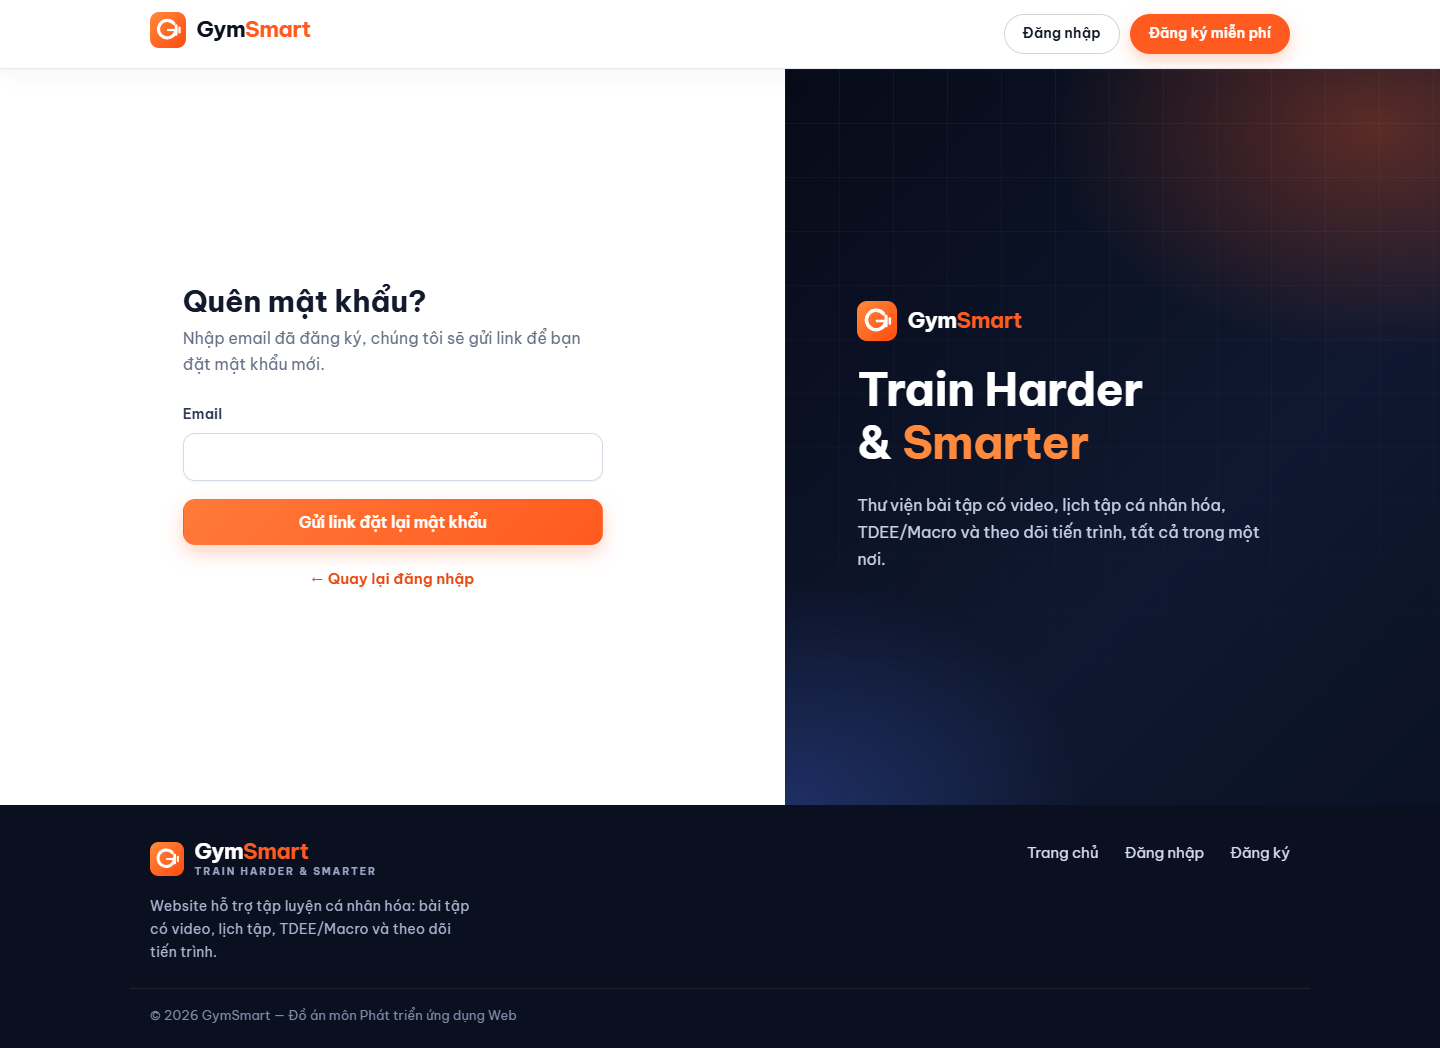 GymSmart
Đăng nhập
Đăng ký miễn phí
Quên mật khẩu?
Nhập email đã đăng ký, chúng tôi sẽ gửi link để bạn
đặt mật khẩu mới.
Email
Gửi link đặt lại mật khẩu
← Quay lại đăng nhập
GymSmart
Train Harder
& Smarter
Thư viện bài tập có video, lịch tập cá nhân hóa,
TDEE/Macro và theo dõi tiến trình, tất cả trong một
nơi.
GymSmart
TRAIN HARDER & SMARTER
Website hỗ trợ tập luyện cá nhân hóa: bài tập
có video, lịch tập, TDEE/Macro và theo dõi
tiến trình.
Trang chủ
Đăng nhập
Đăng ký
© 2026 GymSmart — Đồ án môn Phát triển ứng dụng Web